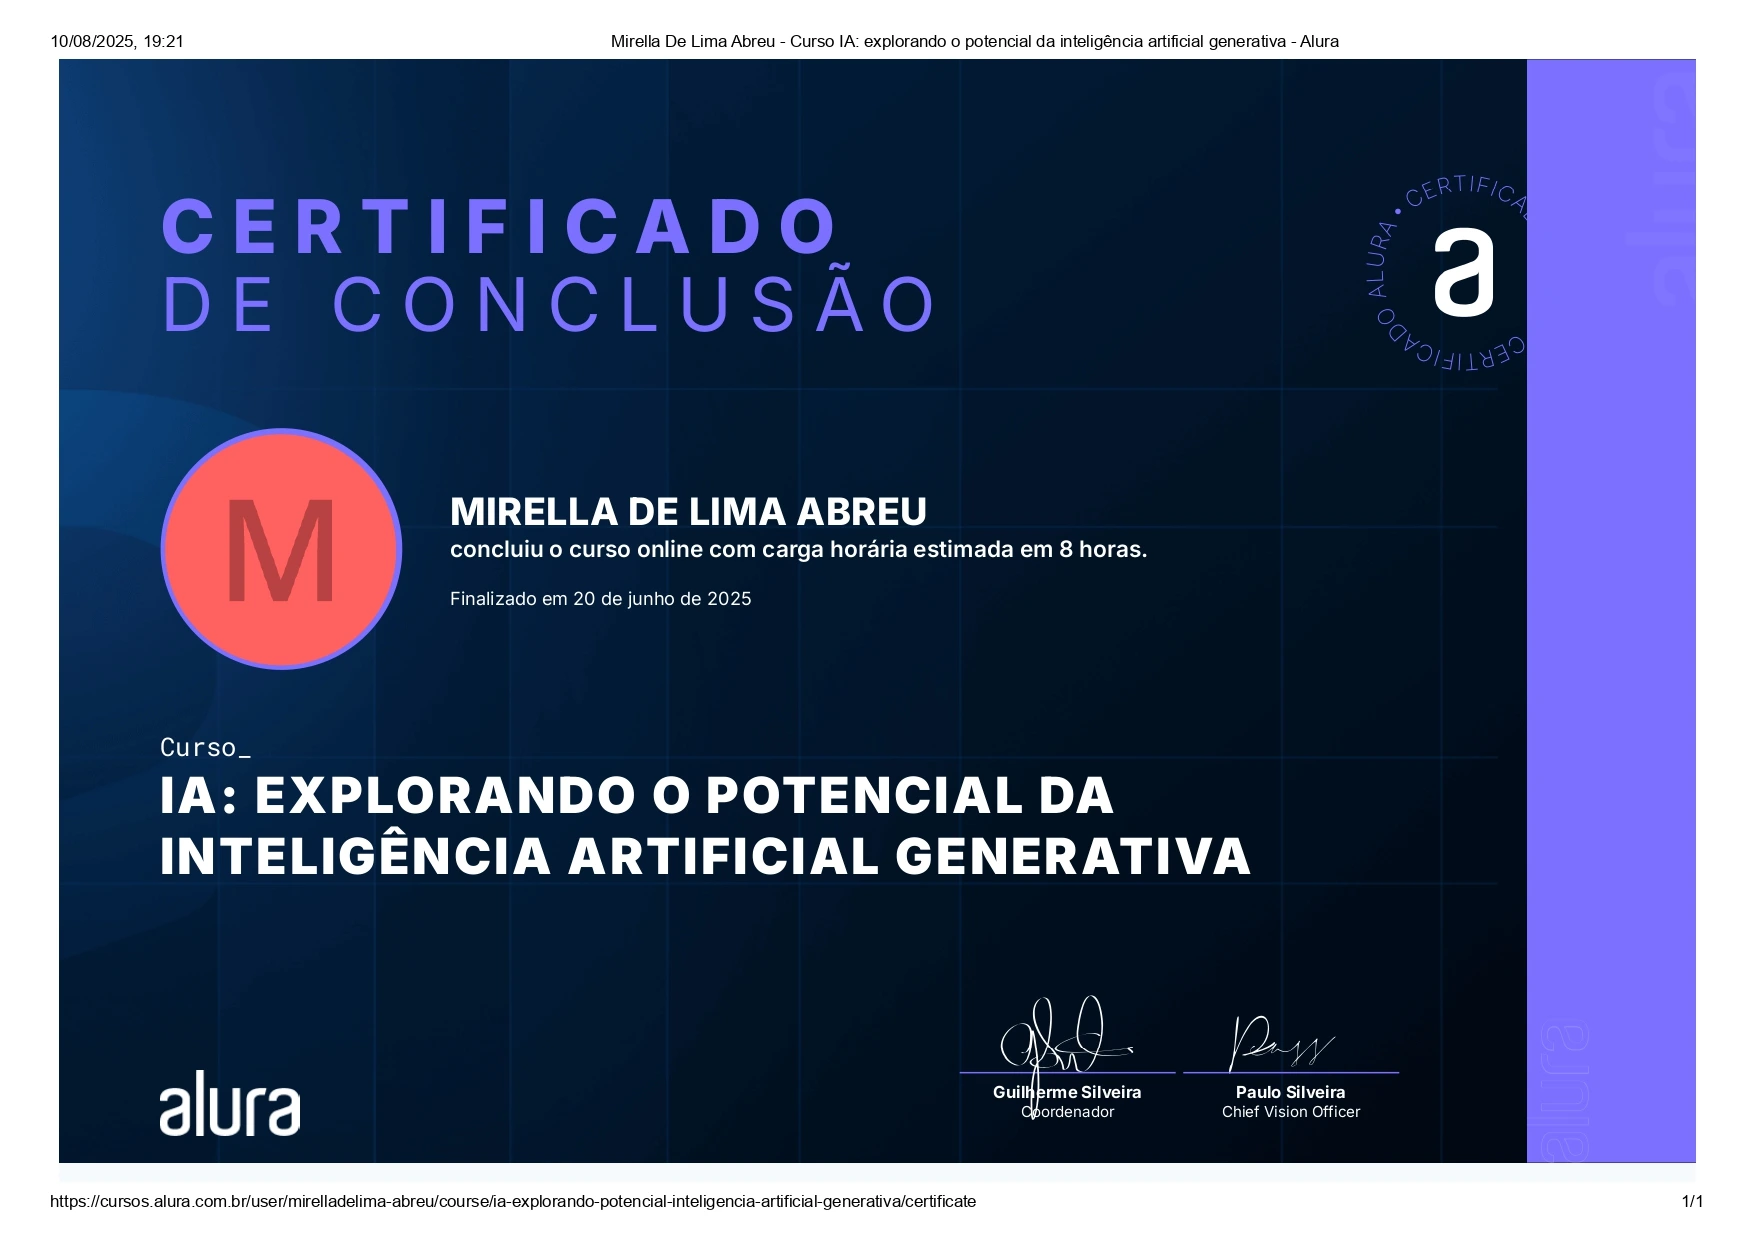 10/08/2025, 19:21
Mirella De Lima Abreu - Curso IA: explorando o potencial da inteligência artificial generativa - Alura
CERTIFICADO
DE CONCLUSÃO
CERTIFICADO ALURA • CERTIFICA
a
alura
M
MIRELLA DE LIMA ABREU
concluiu o curso online com carga horária estimada em 8 horas.
Finalizado em 20 de junho de 2025
Curso_
IA: EXPLORANDO O POTENCIAL DA
INTELIGÊNCIA ARTIFICIAL GENERATIVA
Guilherme Silveira
Coordenador
Paulo Silveira
Chief Vision Officer
alura
alura
https://cursos.alura.com.br/user/mirelladelima-abreu/course/ia-explorando-potencial-inteligencia-artificial-generativa/certificate
1/1